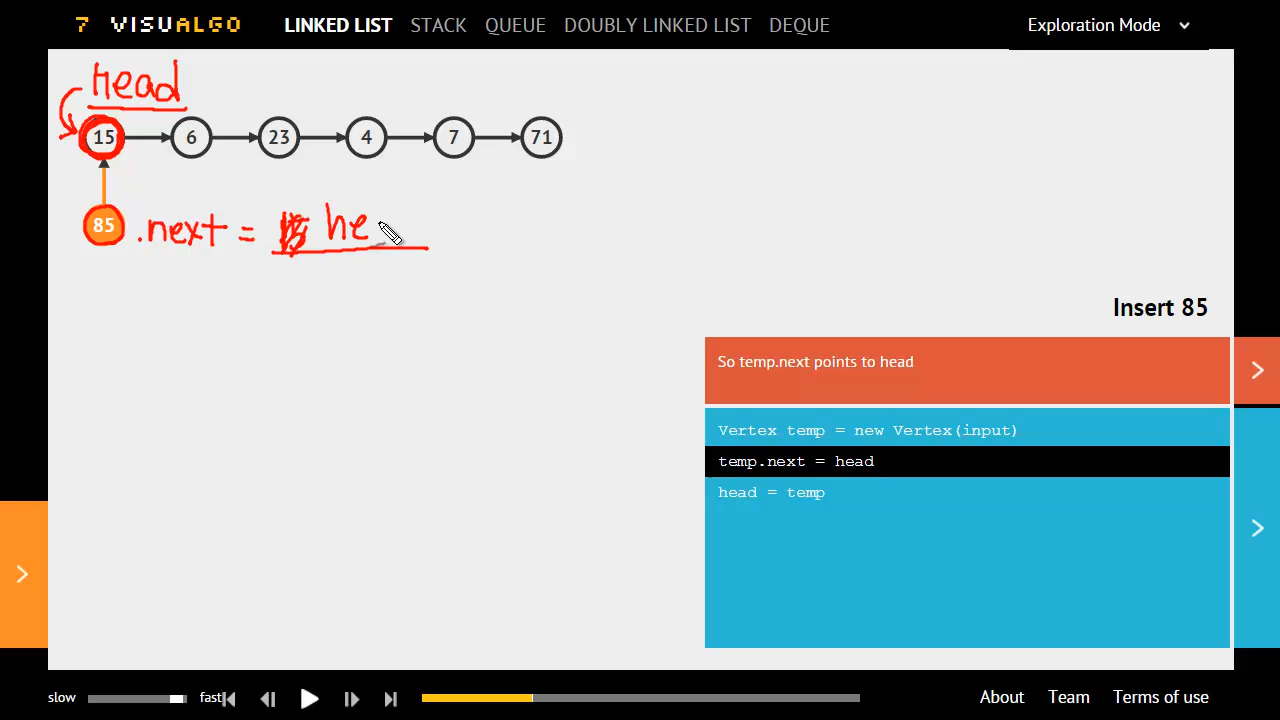 7 VISUALGO LINKED LIST STACK QUEUE DOUBLY LINKED LIST DEQUE Exploration Mode
Head
15 6 23 4 7 71
85 .next = he
Insert 85
So temp.next points to head
Vertex temp = new Vertex(input)
temp.next = head
head = temp
slow fast About Team Terms of use